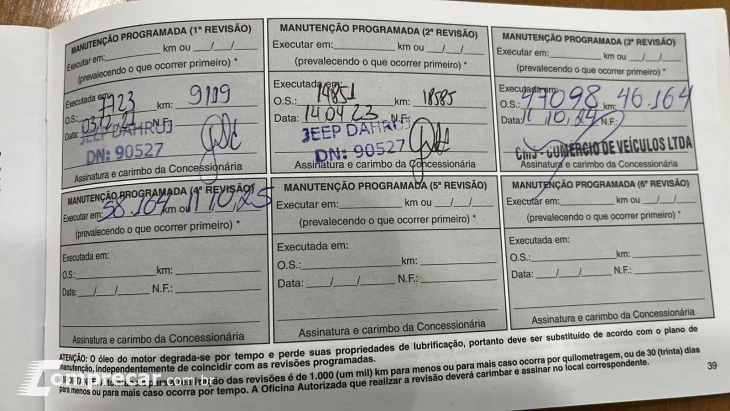 MANUTENÇÃO PROGRAMADA (1ª REVISÃO)
Executar em: km ou / /
(prevalecendo o que ocorrer primeiro) *
Executada em:
O.S.: 7723 km: 9119
Data: 03/12/21 N.F.
JEEP DAHRUJ
DN: 90527
Assinatura e carimbo da Concessionária
MANUTENÇÃO PROGRAMADA (2ª REVISÃO)
Executar em: km ou / /
(prevalecendo o que ocorrer primeiro) *
Executada em:
O.S.: 14851 km: 18585
Data: 14 04 23 N.F.:
JEEP DAHRUJ
DN: 90527
Assinatura e carimbo da Concessionária
MANUTENÇÃO PROGRAMADA (3ª REVISÃO)
Executar em: km ou / /
(prevalecendo o que ocorrer primeiro) *
Executada em:
O.S.: 77098 km: 46.164
Data: 11 10,24 N.F.:
CMJ - COMERCIO DE VEÍCULOS LTDA
Assinatura e carimbo da Concessionária
MANUTENÇÃO PROGRAMADA (4ª REVISÃO)
Executar em: 58.164 km ou 11 10,25
(prevalecendo o que ocorrer primeiro) *
Executada em:
O.S.: km:
Data: / / N.F.:
Assinatura e carimbo da Concessionária
MANUTENÇÃO PROGRAMADA (5ª REVISÃO)
Executar em: km ou / /
(prevalecendo o que ocorrer primeiro) *
Executada em:
O.S.: km:
Data: / / N.F.:
Assinatura e carimbo da Concessionária
MANUTENÇÃO PROGRAMADA (6ª REVISÃO)
Executar em: km ou / /
(prevalecendo o que ocorrer primeiro) *
Executada em:
O.S.: km:
Data: / / N.F.:
Assinatura e carimbo da Concessionária
ATENÇÃO: O óleo do motor degrada-se por tempo e perde suas propriedades de lubrificação, portanto deve ser substituído de acordo com o plano de
manutenção, independentemente de coincidir com as revisões programadas.
das revisões é de 1.000 (um mil) km para menos ou para mais caso ocorra por quilometragem, ou de 30 (trinta) dias
para menos ou para mais caso ocorra por tempo. A Oficina Autorizada que realizar a revisão deverá carimbar e assinar no local correspondente.
39
Comprecar.com.br